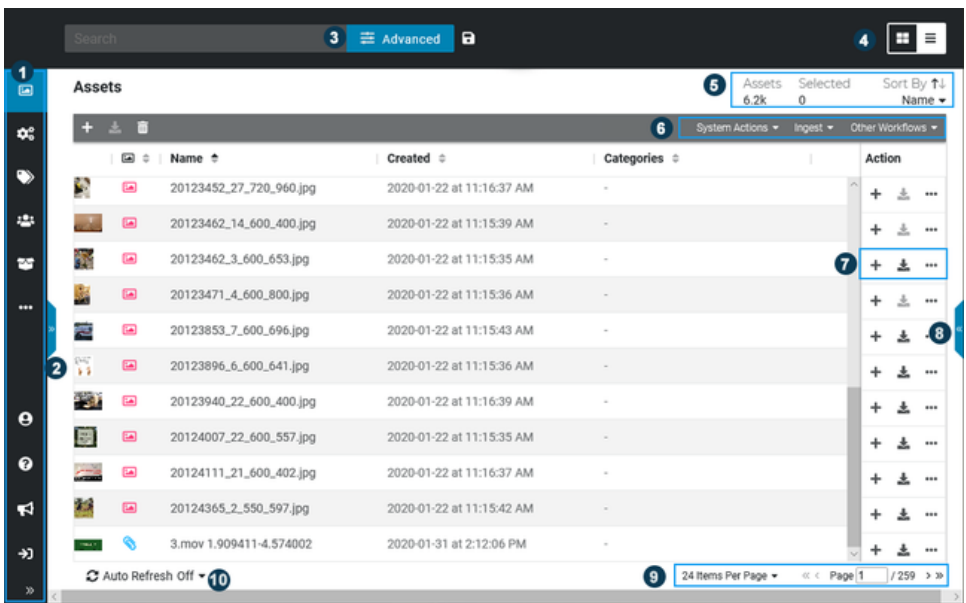 Search
3
Advanced
4
1
Assets
5
Assets Selected Sort By
6.2k 0 Name
6
System Actions Ingest Other Workflows
Name Created Categories Action
20123452_27_720_960.jpg 2020-01-22 at 11:16:37 AM -
20123462_14_600_400.jpg 2020-01-22 at 11:15:39 AM -
20123462_3_600_653.jpg 2020-01-22 at 11:15:35 AM - 7
20123471_4_600_800.jpg 2020-01-22 at 11:15:36 AM -
20123853_7_600_696.jpg 2020-01-22 at 11:15:43 AM - 8
2 20123896_6_600_641.jpg 2020-01-22 at 11:15:36 AM -
20123940_22_600_400.jpg 2020-01-22 at 11:16:39 AM -
20124007_22_600_557.jpg 2020-01-22 at 11:15:35 AM -
20124111_21_600_402.jpg 2020-01-22 at 11:16:37 AM -
20124365_2_550_597.jpg 2020-01-22 at 11:15:42 AM -
3.mov 1.909411-4.574002 2020-01-31 at 2:12:06 PM -
Auto Refresh Off 10 9 24 Items Per Page Page 1 / 259